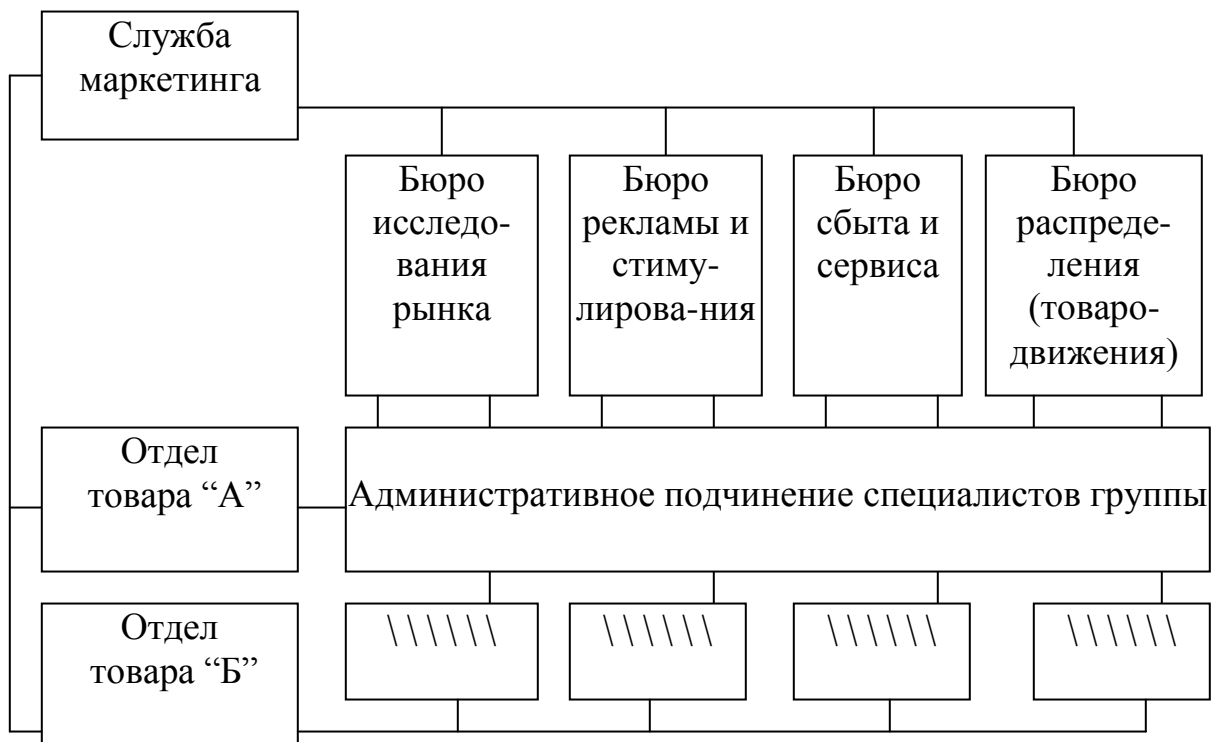 Служба
маркетинга
Бюро
исследо-
вания
рынка
Бюро
рекламы и
стиму-
лирова-ния
Бюро
сбыта и
сервиса
Бюро
распреде-
ления
(товаро-
движения)
Отдел
товара “А”
Административное подчинение специалистов группы
Отдел
товара “Б”
\ \ \ \ \ \
\ \ \ \ \ \
\ \ \ \ \ \
\ \ \ \ \ \